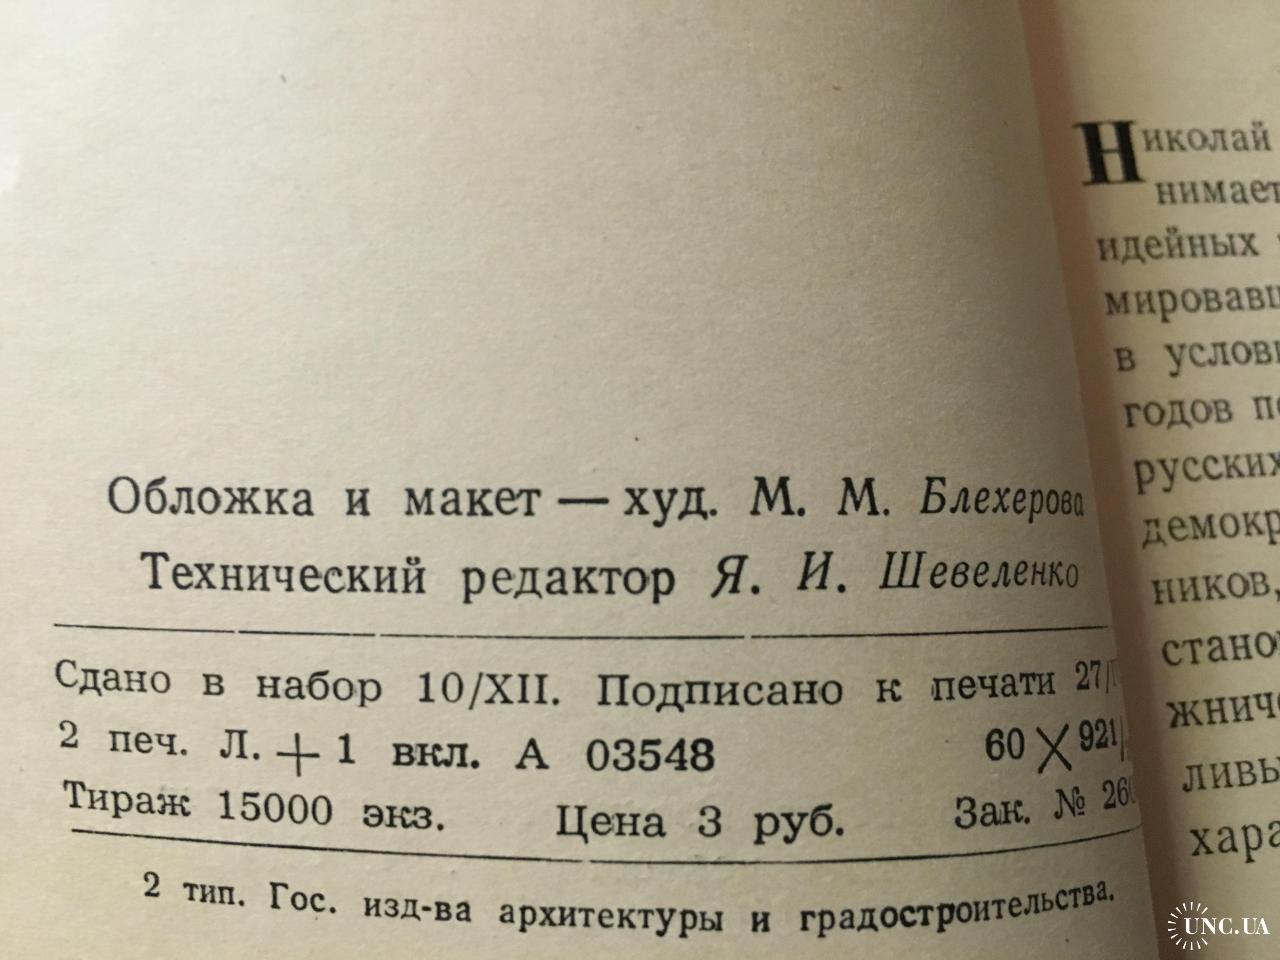 Обложка и макет — худ. М. М. Блехерова
Технический редактор Я. И. Шевеленко
Сдано в набор 10/XII. Подписано к печати
2 печ. Л. + 1 вкл. А 03548 60 ×
Тираж 15000 экз. Цена 3 руб. Зак. №
2 тип. Гос. изд-ва архитектуры и градостроительства.
Николай
идейных
в
годов
русских
ников,
UNC.UA